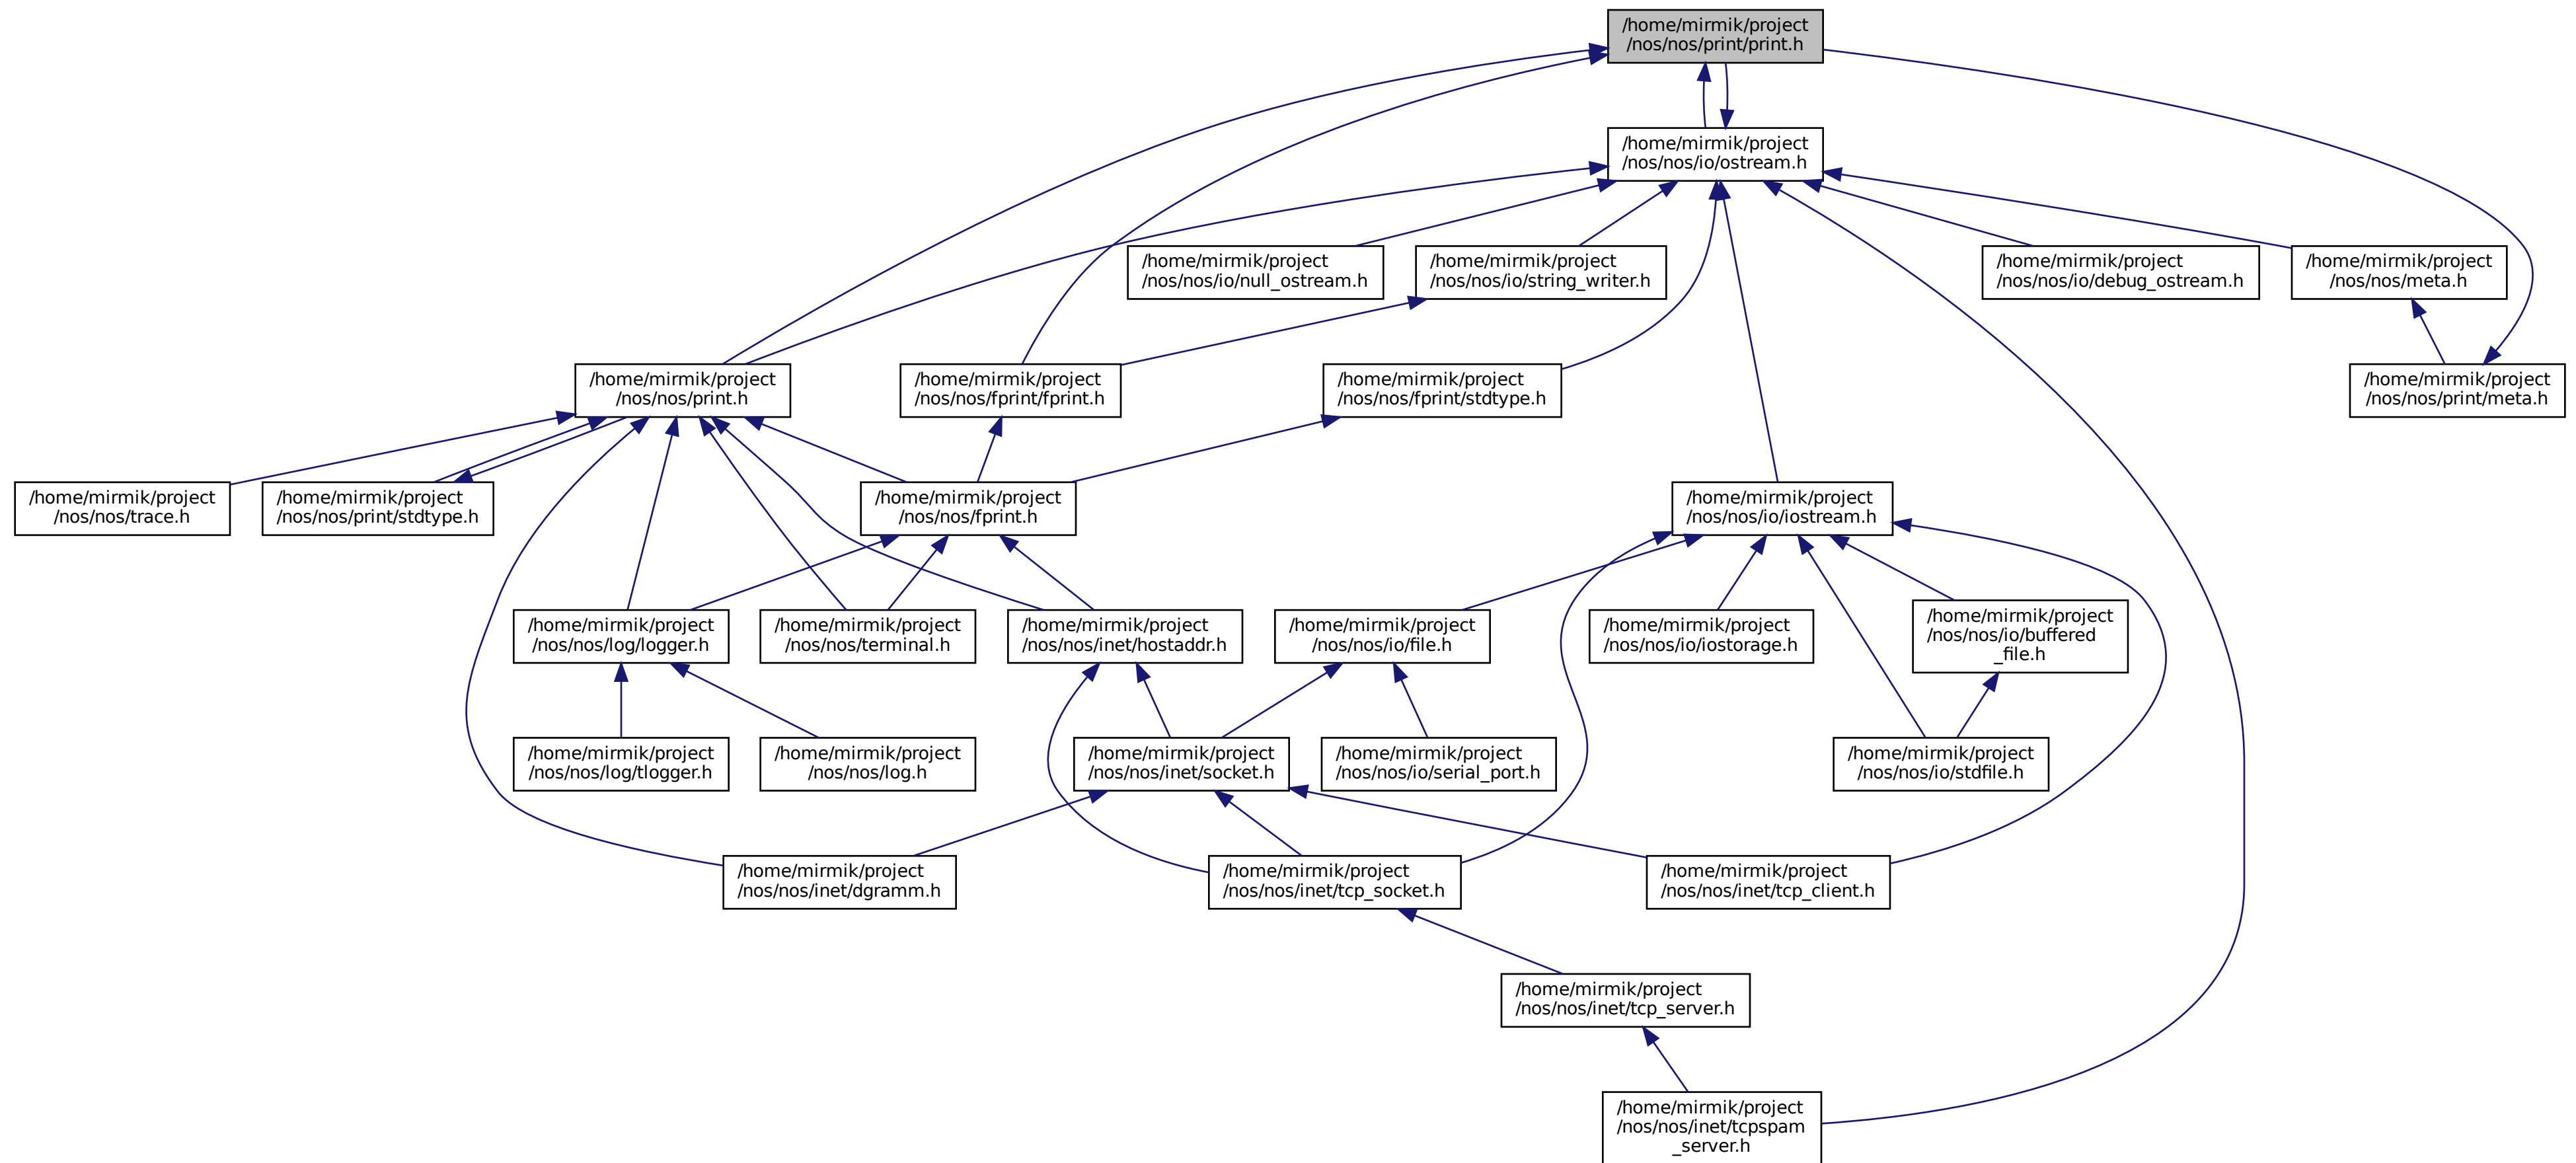 /home/mirmik/project
/nos/nos/print/print.h
/home/mirmik/project
/nos/nos/io/ostream.h
/home/mirmik/project
/nos/nos/io/null_ostream.h
/home/mirmik/project
/nos/nos/io/string_writer.h
/home/mirmik/project
/nos/nos/io/debug_ostream.h
/home/mirmik/project
/nos/nos/meta.h
/home/mirmik/project
/nos/nos/print.h
/home/mirmik/project
/nos/nos/fprint/fprint.h
/home/mirmik/project
/nos/nos/fprint/stdtype.h
/home/mirmik/project
/nos/nos/print/meta.h
/home/mirmik/project
/nos/nos/trace.h
/home/mirmik/project
/nos/nos/print/stdtype.h
/home/mirmik/project
/nos/nos/fprint.h
/home/mirmik/project
/nos/nos/io/iostream.h
/home/mirmik/project
/nos/nos/log/logger.h
/home/mirmik/project
/nos/nos/terminal.h
/home/mirmik/project
/nos/nos/inet/hostaddr.h
/home/mirmik/project
/nos/nos/io/file.h
/home/mirmik/project
/nos/nos/io/iostorage.h
/home/mirmik/project
/nos/nos/io/buffered
_file.h
/home/mirmik/project
/nos/nos/log/tlogger.h
/home/mirmik/project
/nos/nos/log.h
/home/mirmik/project
/nos/nos/inet/socket.h
/home/mirmik/project
/nos/nos/io/serial_port.h
/home/mirmik/project
/nos/nos/io/stdfile.h
/home/mirmik/project
/nos/nos/inet/dgramm.h
/home/mirmik/project
/nos/nos/inet/tcp_socket.h
/home/mirmik/project
/nos/nos/inet/tcp_client.h
/home/mirmik/project
/nos/nos/inet/tcp_server.h
/home/mirmik/project
/nos/nos/inet/tcpspam
_server.h